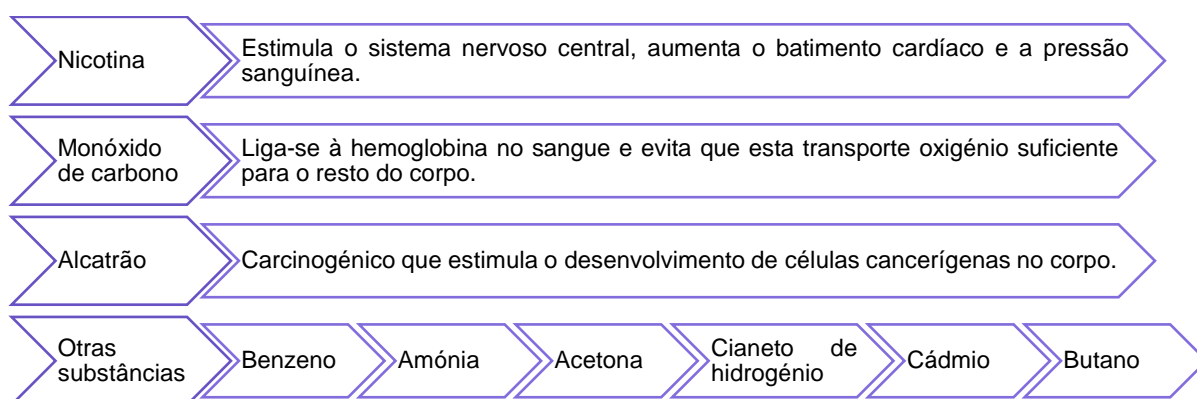 Nicotina
Estimula o sistema nervoso central, aumenta o batimento cardíaco e a pressão
sanguínea.
Monóxido
de carbono
Liga-se à hemoglobina no sangue e evita que esta transporte oxigénio suficiente
para o resto do corpo.
Alcatrão
Carcinogénico que estimula o desenvolvimento de células cancerígenas no corpo.
Otras
substâncias
Benzeno
Amónia
Acetona
Cianeto de
hidrogénio
Cádmio
Butano